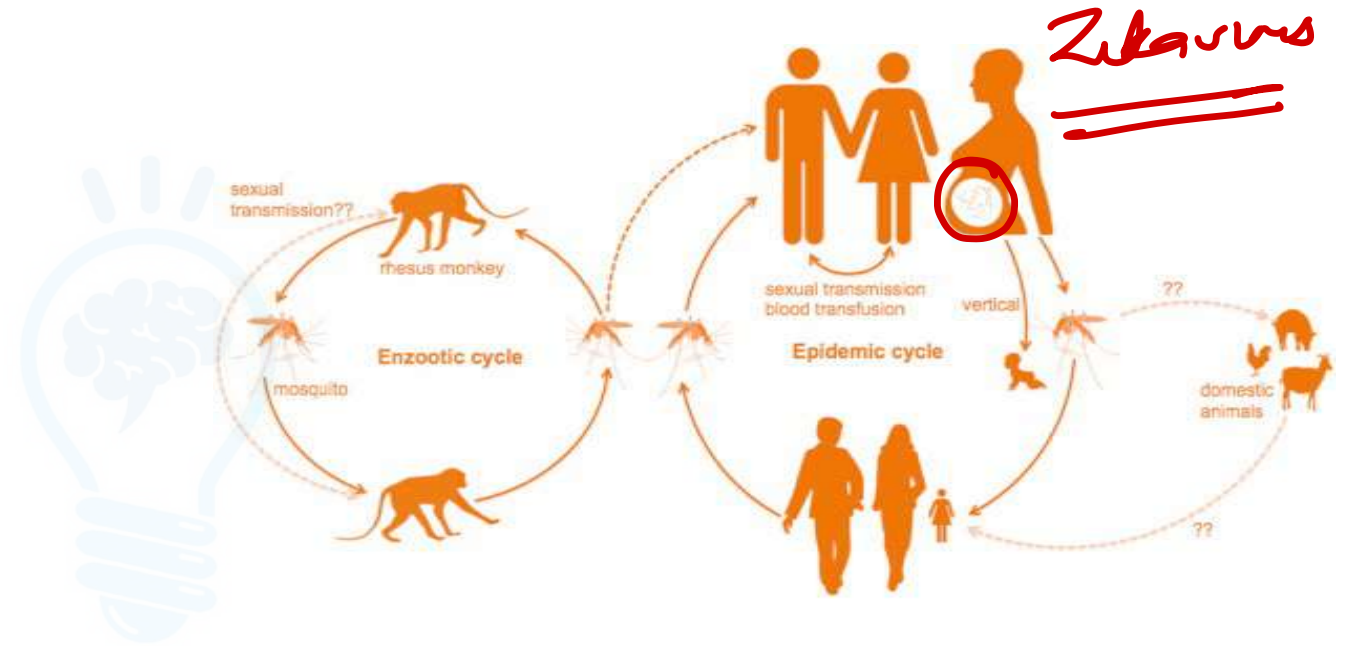 Zikavirus
sexual
transmission??
rhesus monkey
mosquito
Enzootic cycle
sexual transmission
blood transfusion
vertical
Epidemic cycle
??
domestic
animals
??